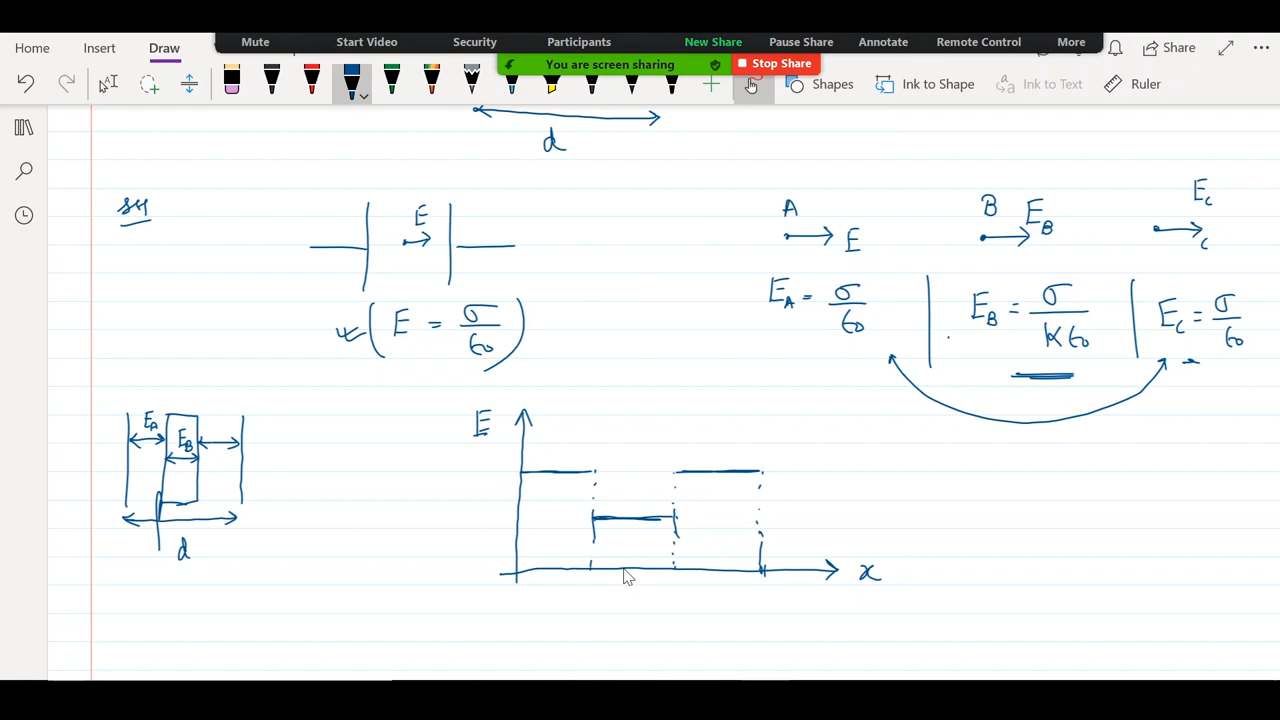 Mute Start Video Security Participants New Share Pause Share Annotate Remote Control More
Home Insert Draw Share
You are screen sharing Stop Share
Shapes Ink to Shape Ink to Text Ruler
d
E A B E_B E_C
E C
E = σ/ε₀ E_A = σ/ε₀ E_B = σ/Kε₀ E_C = σ/ε₀
E_A E_B E
d x